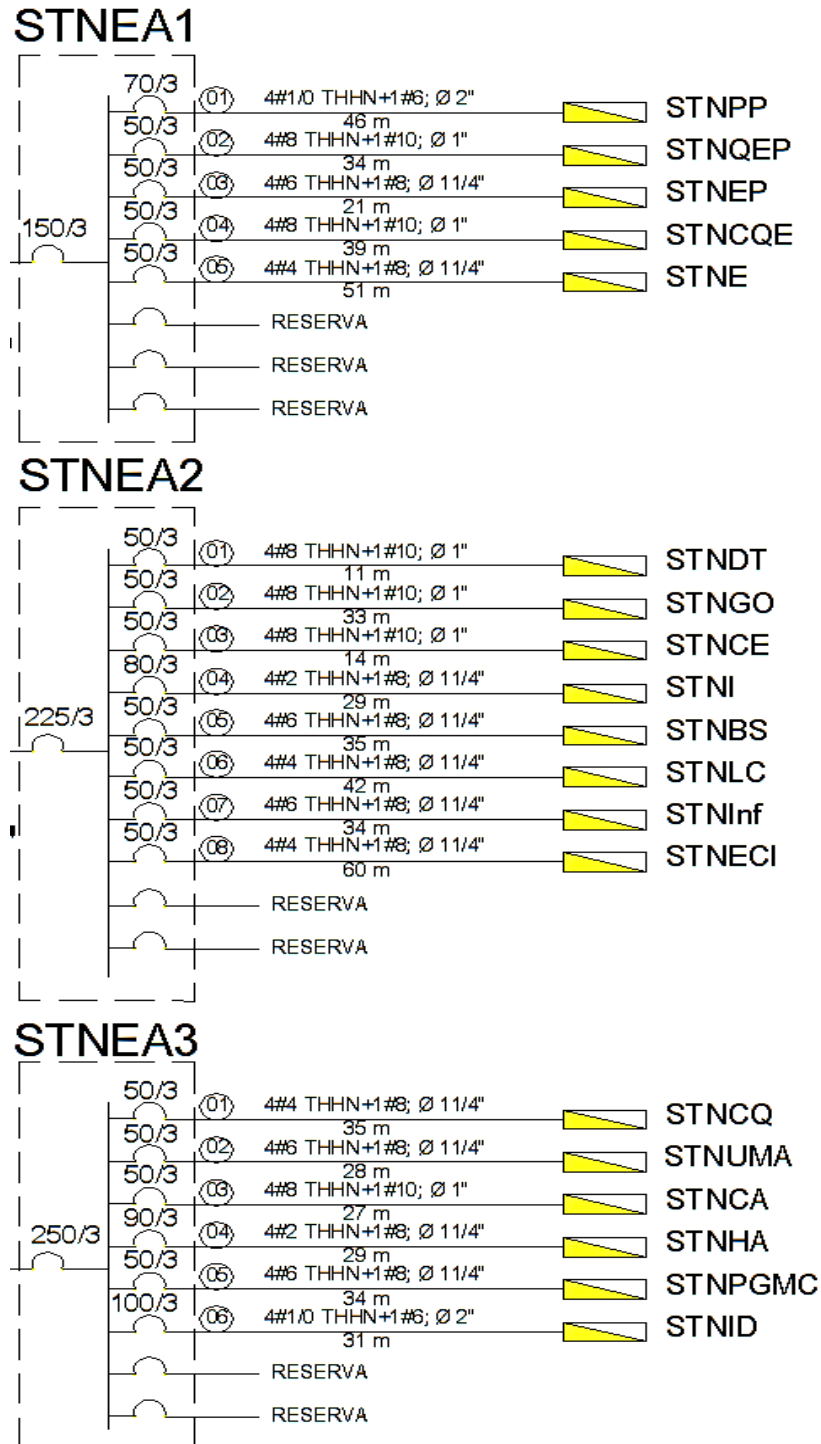 STNEA1
70/3 01 4#1/0 THHN+1#6; Ø 2" STNPP
46 m
50/3 02 4#8 THHN+1#10; Ø 1" STNQEP
34 m
50/3 03 4#6 THHN+1#8; Ø 11/4" STNEP
21 m
50/3 04 4#8 THHN+1#10; Ø 1" STNCQE
39 m
150/3
50/3 05 4#4 THHN+1#8; Ø 11/4" STNE
51 m
RESERVA
RESERVA
RESERVA
STNEA2
50/3 01 4#8 THHN+1#10; Ø 1" STNDT
11 m
50/3 02 4#8 THHN+1#10; Ø 1" STNGO
33 m
50/3 03 4#8 THHN+1#10; Ø 1" STNCE
14 m
80/3 04 4#2 THHN+1#8; Ø 11/4" STNI
29 m
225/3
50/3 05 4#6 THHN+1#8; Ø 11/4" STNBS
35 m
50/3 06 4#4 THHN+1#8; Ø 11/4" STNLC
42 m
50/3 07 4#6 THHN+1#8; Ø 11/4" STNInf
34 m
50/3 08 4#4 THHN+1#8; Ø 11/4" STNECI
60 m
RESERVA
RESERVA
STNEA3
50/3 01 4#4 THHN+1#8; Ø 11/4" STNCQ
35 m
50/3 02 4#6 THHN+1#8; Ø 11/4" STNUMA
28 m
50/3 03 4#8 THHN+1#10; Ø 1" STNCA
27 m
90/3 04 4#2 THHN+1#8; Ø 11/4" STNHA
29 m
250/3
50/3 05 4#6 THHN+1#8; Ø 11/4" STNPGMC
34 m
100/3 06 4#1/0 THHN+1#6; Ø 2" STNID
31 m
RESERVA
RESERVA